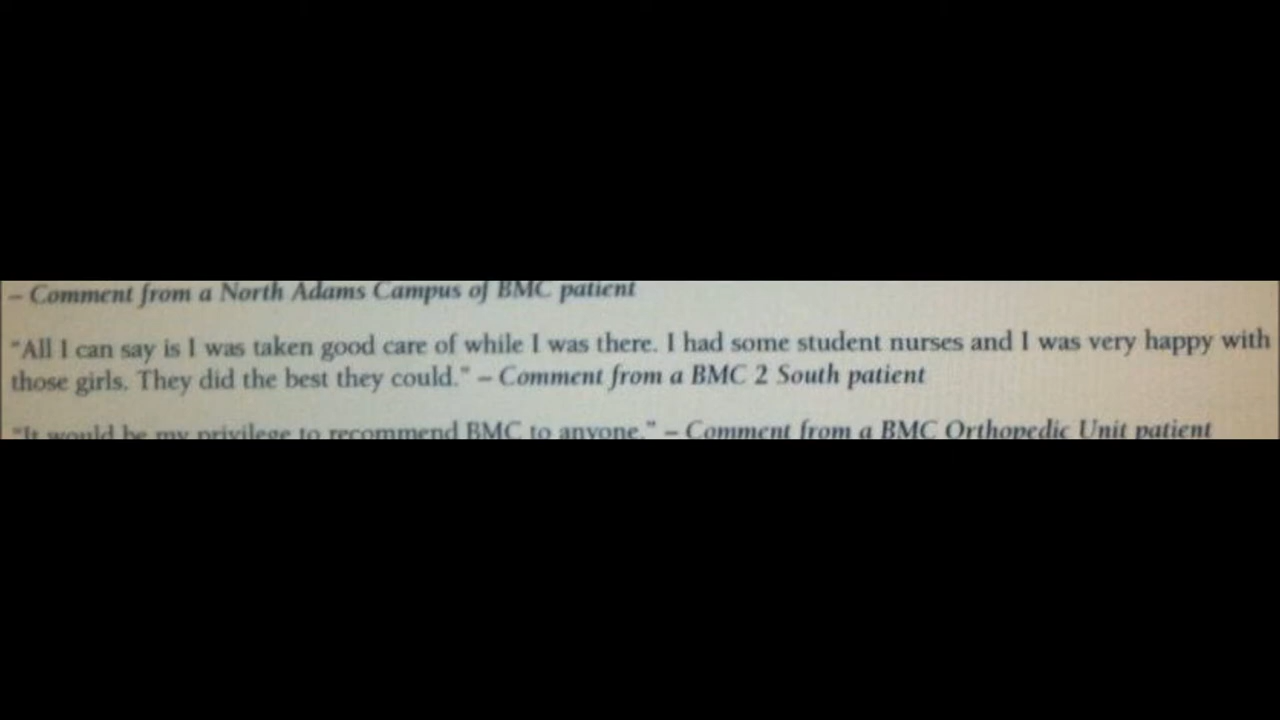 – Comment from a North Adams Campus of BMC patient
"All I can say is I was taken good care of while I was there. I had some student nurses and I was very happy with
those girls. They did the best they could." – Comment from a BMC 2 South patient
"It would be my privilege to recommend BMC to anyone." – Comment from a BMC Orthopedic Unit patient